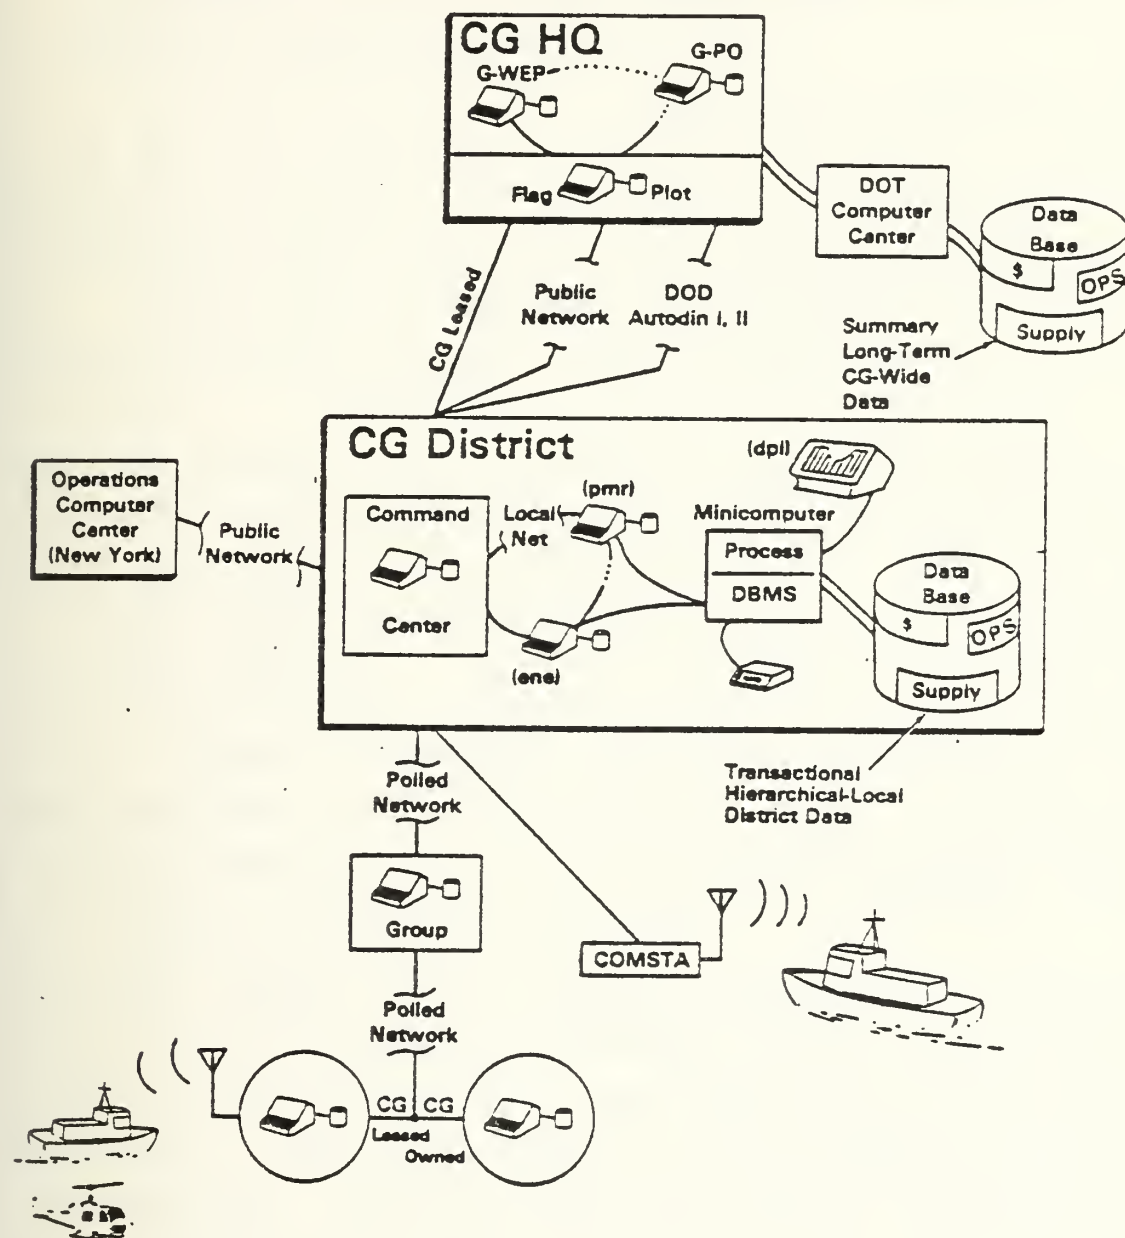 CG HQ
G-WEP
G-PO
Flag
Plot
DOT
Computer
Center
Data
Base
$
OPS
Supply
CG Leased
Public
Network
DOD
Autodin I, II
Summary
Long-Term
CG-Wide
Data
CG District
Operations
Computer
Center
(New York)
Public
Network
Command
Center
Local
Net
(pmr)
(ene)
Minicomputer
Process
DBMS
(dpl)
Data
Base
$
OPS
Supply
Transactional
Hierarchical-Local
District Data
Polled
Network
Group
COMSTA
Polled
Network
CG
CG
Leased
Owned